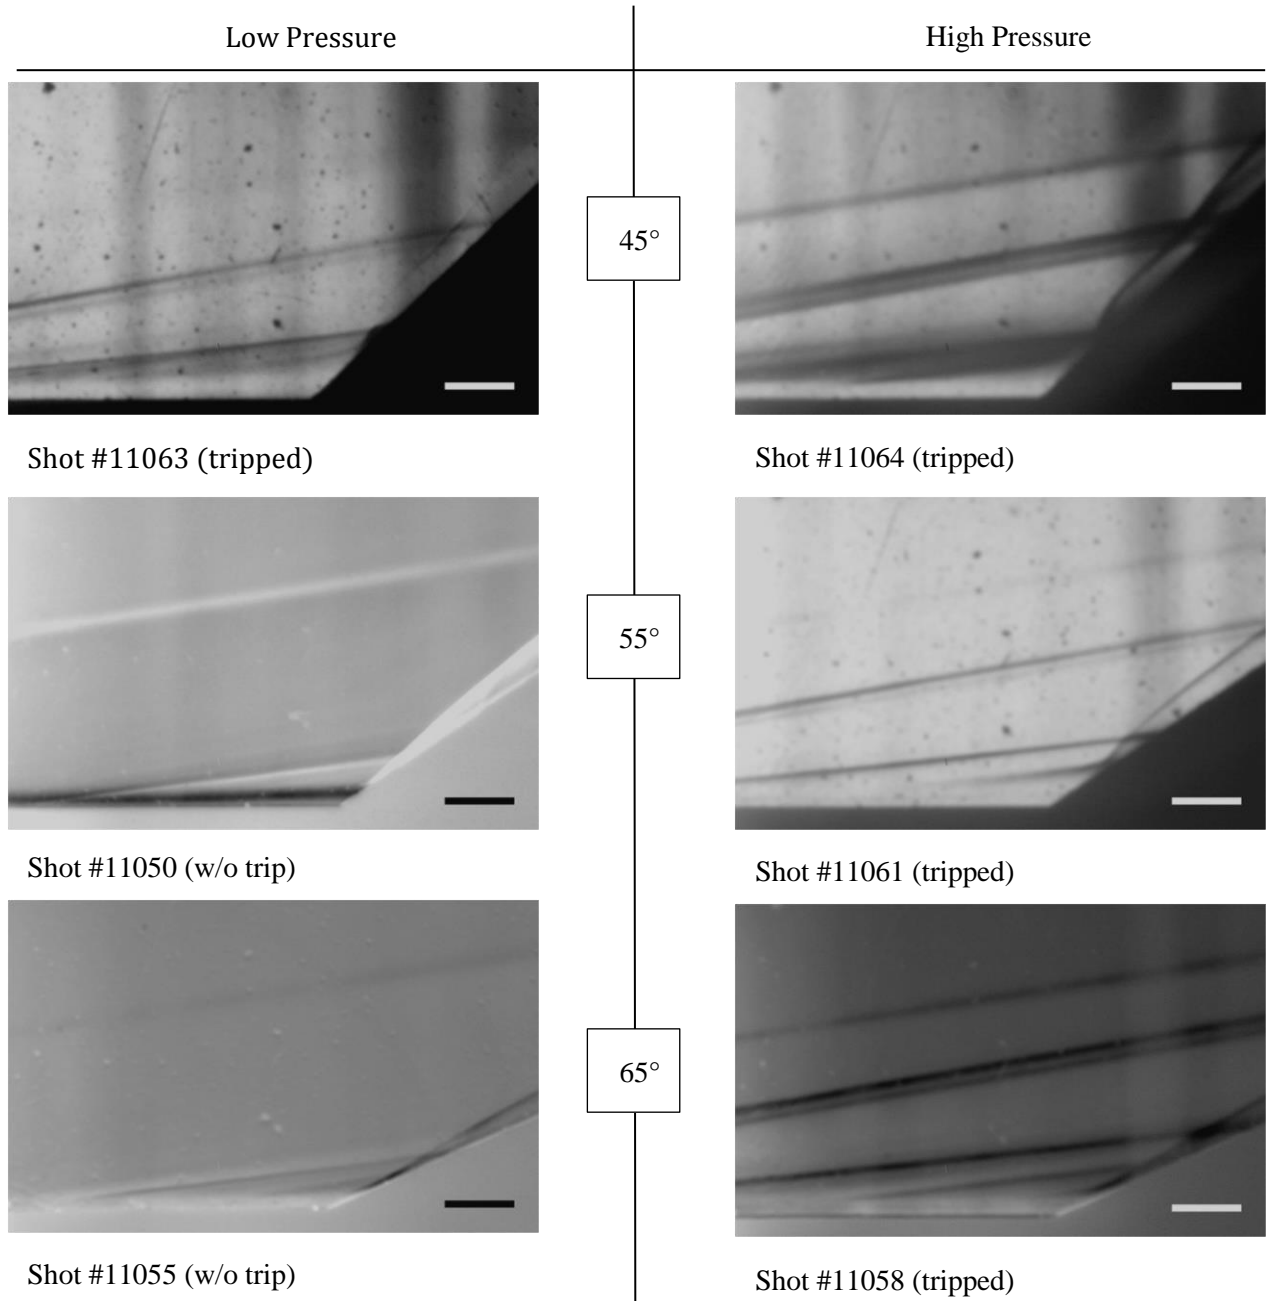 Low Pressure
High Pressure
45°
Shot #11063 (tripped)
Shot #11064 (tripped)
55°
Shot #11050 (w/o trip)
Shot #11061 (tripped)
65°
Shot #11055 (w/o trip)
Shot #11058 (tripped)